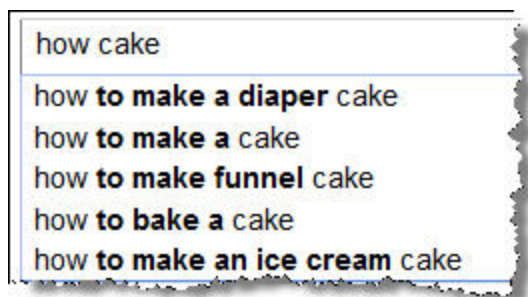 how cake
how to make a diaper cake
how to make a cake
how to make funnel cake
how to bake a cake
how to make an ice cream cake